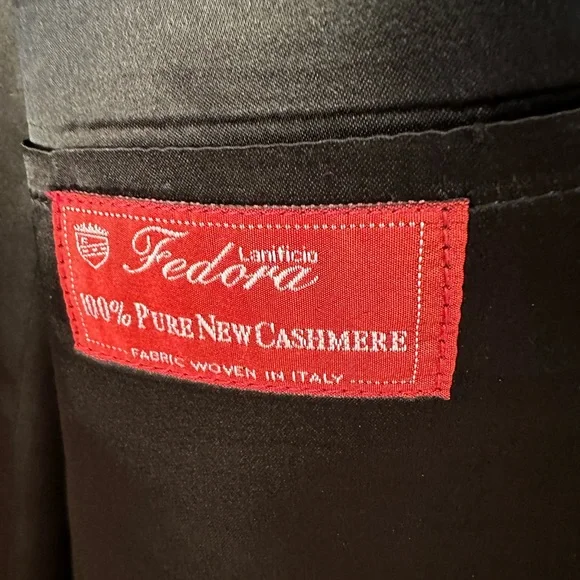 Lanificio
Fedora
100% PURE NEW CASHMERE
FABRIC WOVEN IN ITALY